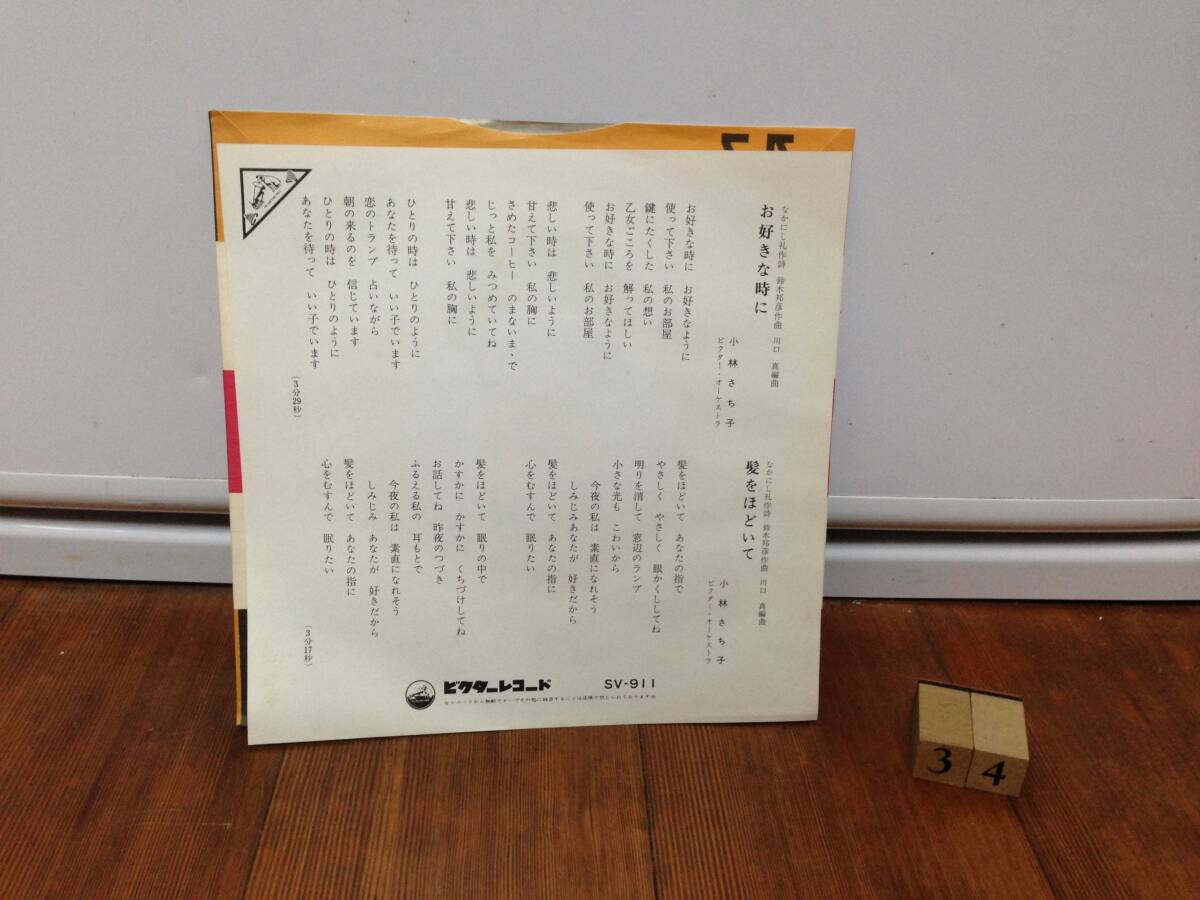 お好きな時に
なかにし礼作詩　鈴木邦彦作曲　川口　真編曲
小林さち子
ビクター・オーケストラ
お好きな時に　お好きなように
使って下さい　私のお部屋
鍵にたくした　私の想い
乙女ごころを　解ってほしい
お好きな時に　お好きなように
使って下さい　私のお部屋
悲しい時は　悲しいように
甘えて下さい　私の胸に
さめたコーヒー　のまないまゝで
じっと私を　みつめていてね
悲しい時は　悲しいように
甘えて下さい　私の胸に
ひとりの時は　ひとりのように
あなたを待って　いい子でいます
恋のトランプ　占いながら
朝の来るのを　信じています
ひとりの時は　ひとりのように
あなたを待って　いい子でいます
（3分29秒）
髪をほどいて
なかにし礼作詩　鈴木邦彦作曲　川口　真編曲
小林さち子
ビクター・オーケストラ
髪をほどいて　あなたの指で
やさしく　やさしく　眼かくししてね
明りを消して　窓辺のランプ
小さな光も　こわいから
今夜の私は　素直になれそう
しみじみあなたが　好きだから
髪をほどいて　あなたの指に
心をむすんで　眠りたい
髪をほどいて　眠りの中で
かすかに　かすかに　くちづけしてね
お話してね　昨夜のつづき
ふるえる私の　耳もとで
今夜の私は　素直になれそう
しみじみ　あなたが　好きだから
髪をほどいて　あなたの指に
心をむすんで　眠りたい
（3分17秒）
ビクターレコード　SV-911
3 4